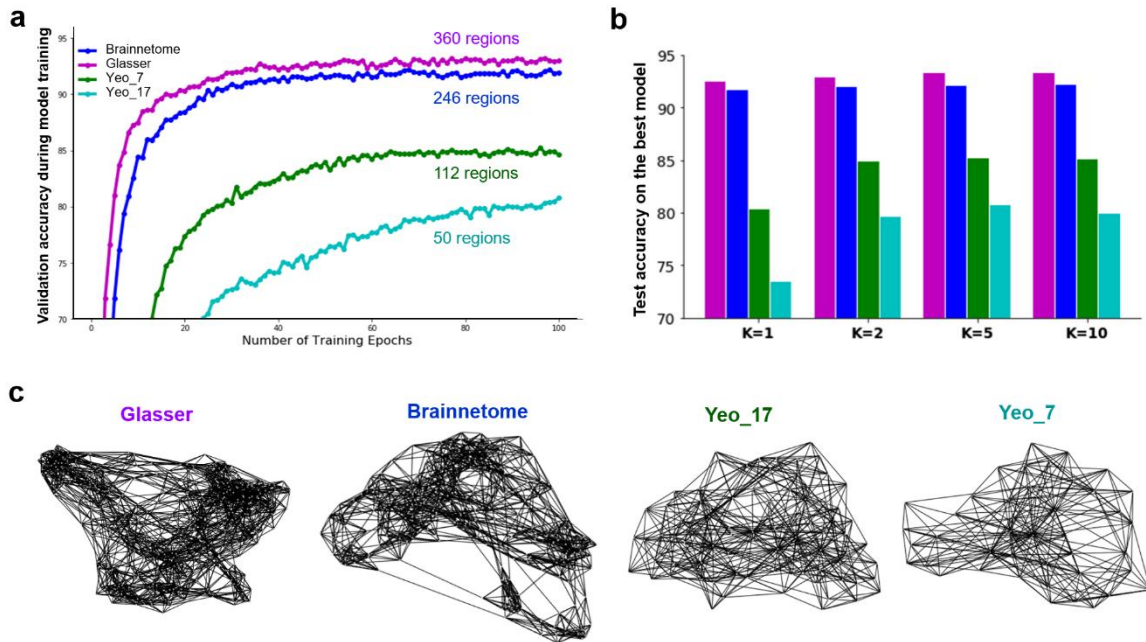 a
Validation accuracy during model training
95
90
85
80
75
70
Brainnetome
Glasser
Yeo_7
Yeo_17
360 regions
246 regions
112 regions
50 regions
0
20
40
60
80
100
Number of Training Epochs
b
Test accuracy on the best model
95
90
85
80
75
70
K=1
K=2
K=5
K=10
c
Glasser
Brainnetome
Yeo_17
Yeo_7